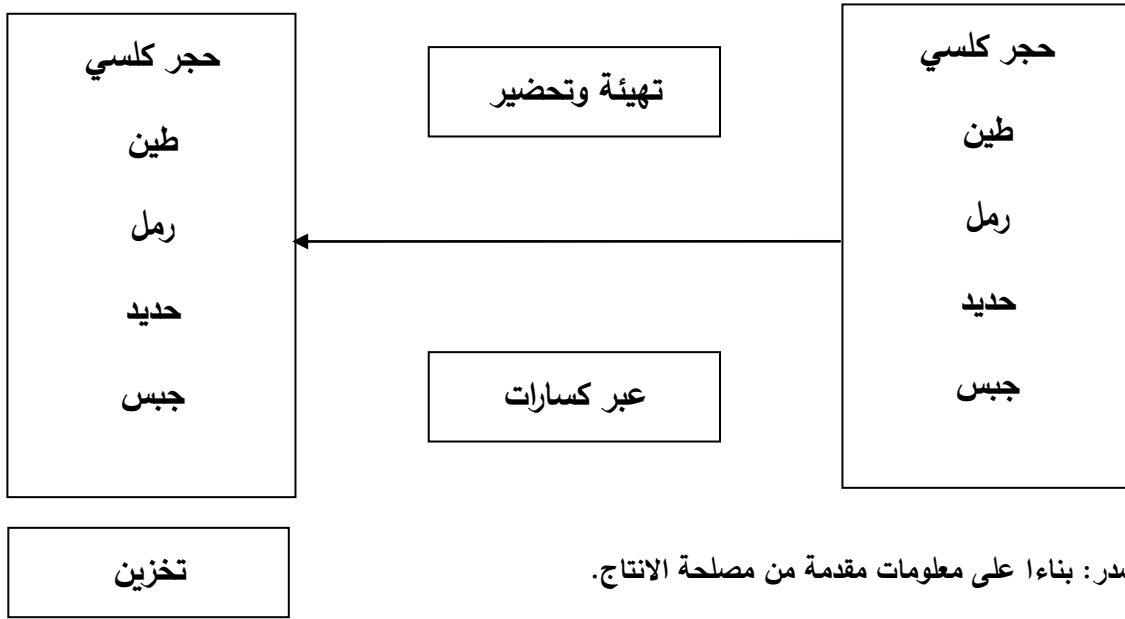 حجر كلسي
طين
رمل
حديد
جبس
تهيئة وتحضير
عبر كسارات
حجر كلسي
طين
رمل
حديد
جبس
تخزين
بناءا على معلومات مقدمة من مصلحة الانتاج.